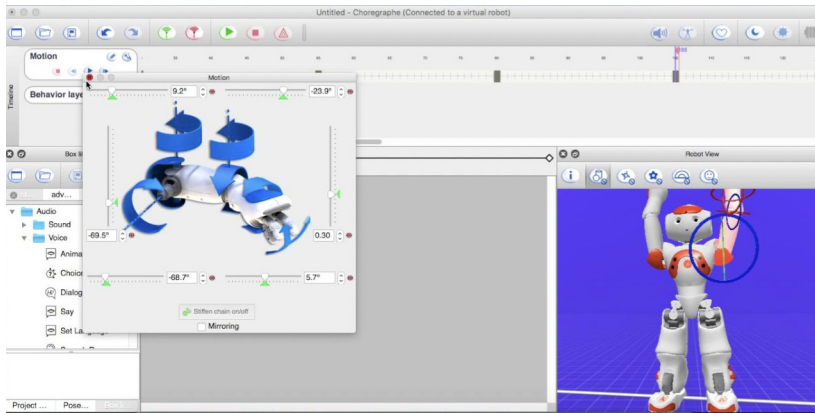 Untitled - Choregraphe (Connected to a virtual robot)
Motion
Timeline
Behavior laye
Motion
9.2°
-23.9°
-69.5°
0.30
-68.7°
5.7°
Stiffen chain on/off
Mirroring
Box li
adv...
Audio
Sound
Voice
Anima
Choic
Dialog
Say
Set La
Project ...
Pose...
Robot View